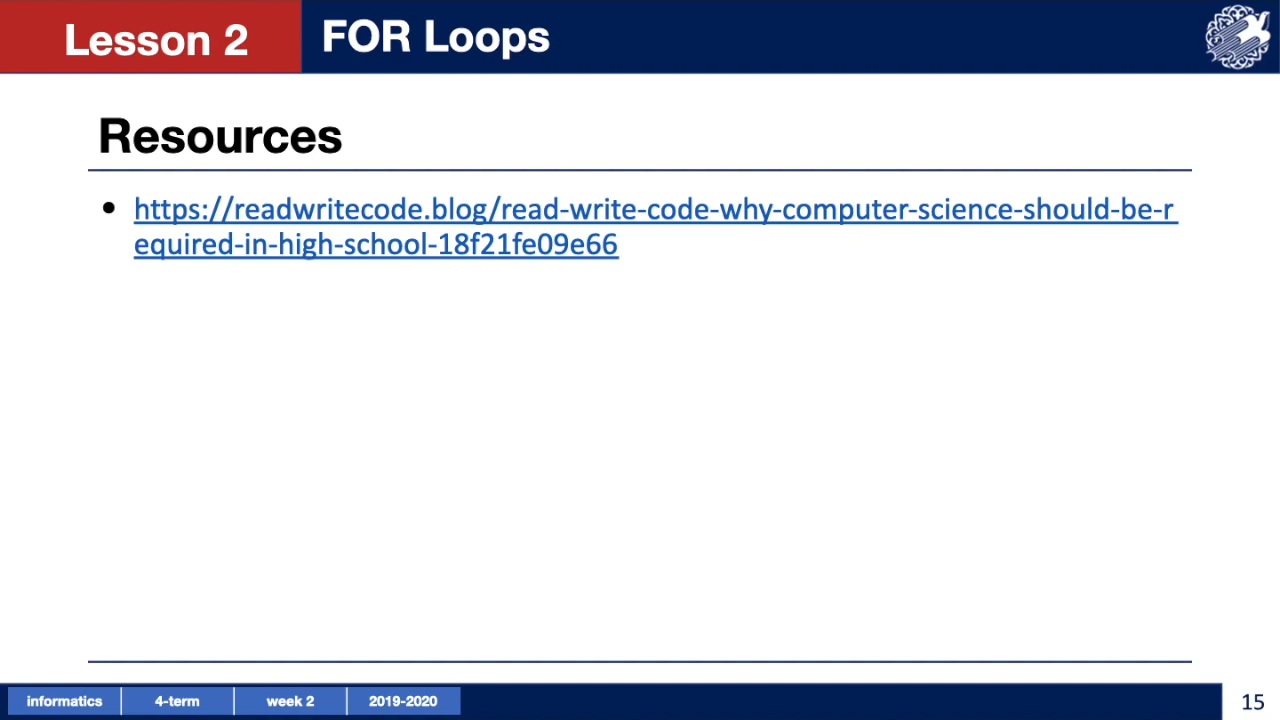 Lesson 2
FOR Loops
Resources
• https://readwritecode.blog/read-write-code-why-computer-science-should-be-r
equired-in-high-school-18f21fe09e66
informatics
4-term
week 2
2019-2020
15